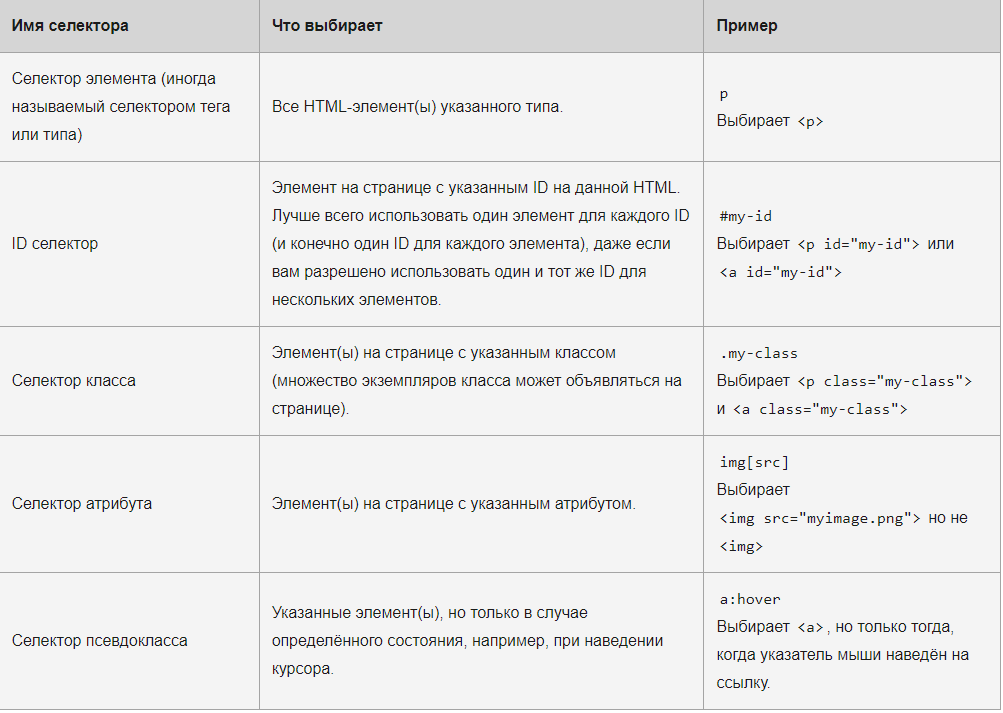 Имя селектора
Что выбирает
Пример
Селектор элемента (иногда
называемый селектором тега
или типа)
Все HTML-элемент(ы) указанного типа.
p
Выбирает <p>
ID селектор
Элемент на странице с указанным ID на данной HTML.
Лучше всего использовать один элемент для каждого ID
(и конечно один ID для каждого элемента), даже если
вам разрешено использовать один и тот же ID для
нескольких элементов.
#my-id
Выбирает <p id="my-id"> или
<a id="my-id">
Селектор класса
Элемент(ы) на странице с указанным классом
(множество экземпляров класса может объявляться на
странице).
.my-class
Выбирает <p class="my-class">
и <a class="my-class">
Селектор атрибута
Элемент(ы) на странице с указанным атрибутом.
img[src]
Выбирает
<img src="myimage.png"> но не
<img>
Селектор псевдокласса
Указанные элемент(ы), но только в случае
определённого состояния, например, при наведении
курсора.
a:hover
Выбирает <a>, но только тогда,
когда указатель мыши наведён на
ссылку.